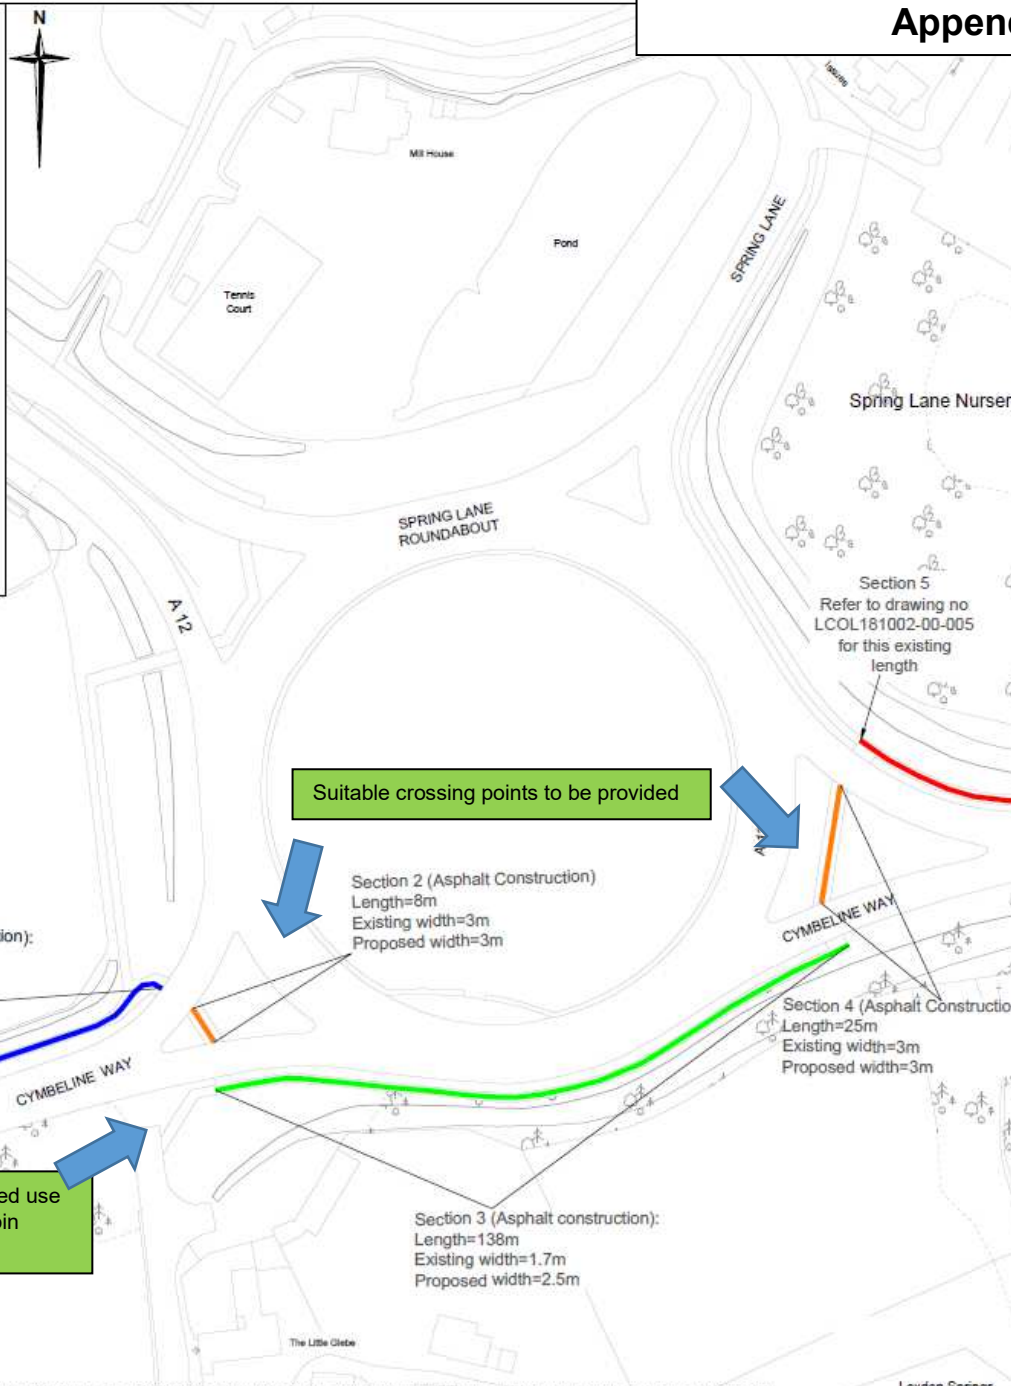 N
Appen
Issues
Mill House
Pond
SPRING LANE
Tennis
Court
Spring Lane Nurser
SPRING LANE
ROUNDABOUT
A 12
Section 5
Refer to drawing no
LCOL181002-00-005
for this existing
length
Suitable crossing points to be provided
Section 2 (Asphalt Construction)
Length=8m
Existing width=3m
Proposed width=3m
CYMBELINE WAY
ion):
Section 4 (Asphalt Constructio
Length=25m
Existing width=3m
Proposed width=3m
CYMBELINE WAY
ed use
oin
Section 3 (Asphalt construction):
Length=138m
Existing width=1.7m
Proposed width=2.5m
The Little Glebe